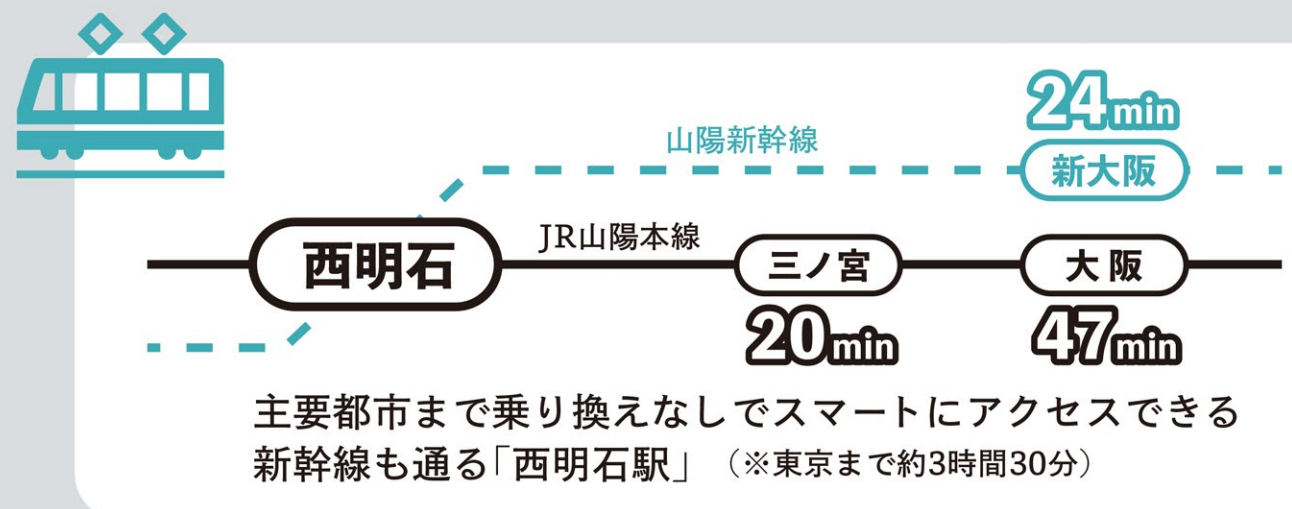 24min
山陽新幹線
新大阪
JR山陽本線
西明石
三ノ宮
大阪
20min
47min
主要都市まで乗り換えなしでスマートにアクセスできる
新幹線も通る「西明石駅」（※東京まで約3時間30分）